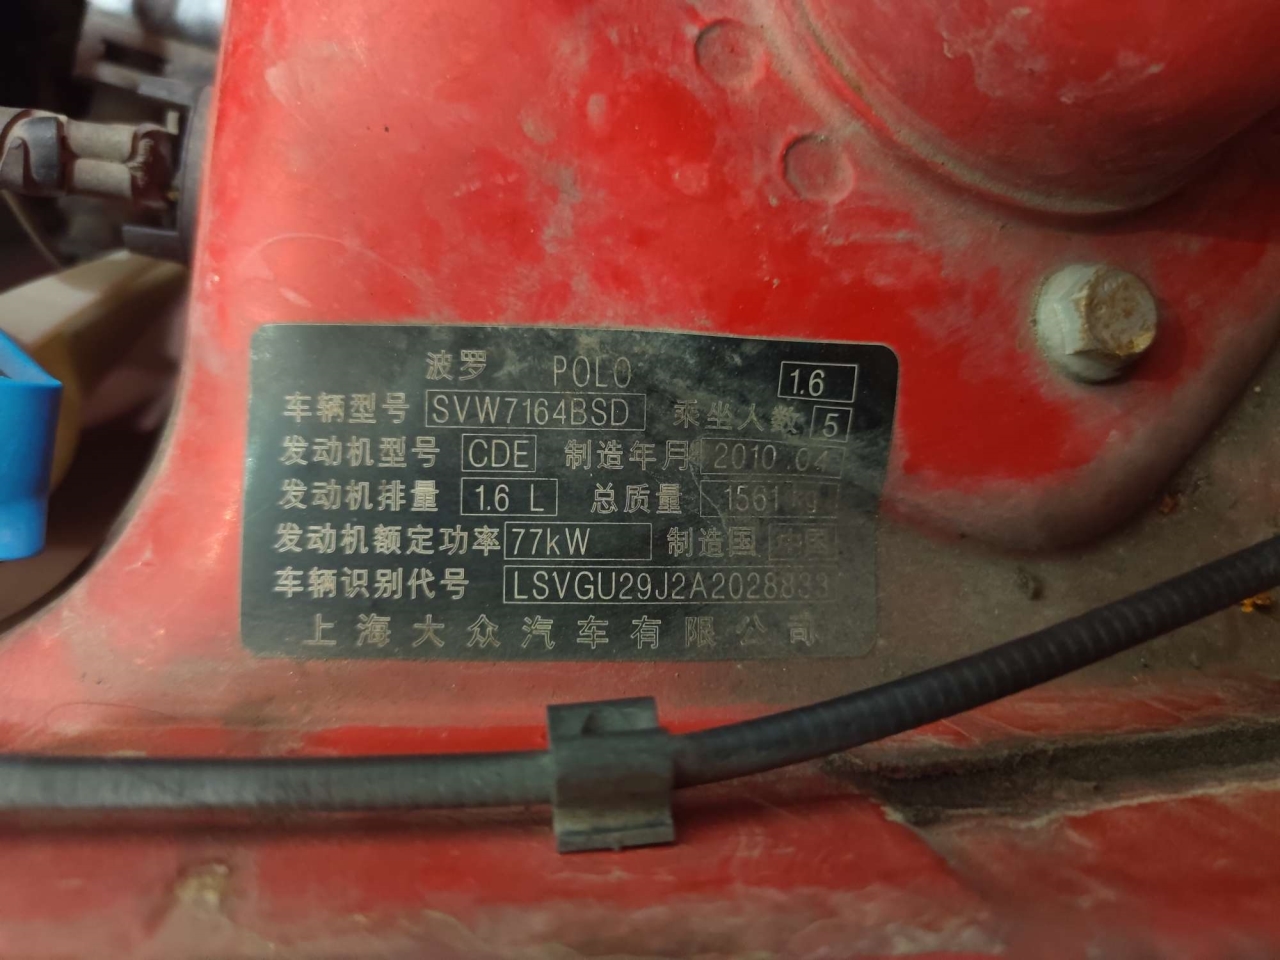 波罗 POLO 1.6
车辆型号 SVW7164BSD 乘坐人数 5
发动机型号 CDE 制造年月 2010.04
发动机排量 1.6 L 总质量 1561 kg
发动机额定功率 77kW 制造国 中国
车辆识别代号 LSVGU29J2A2028833
上海大众汽车有限公司